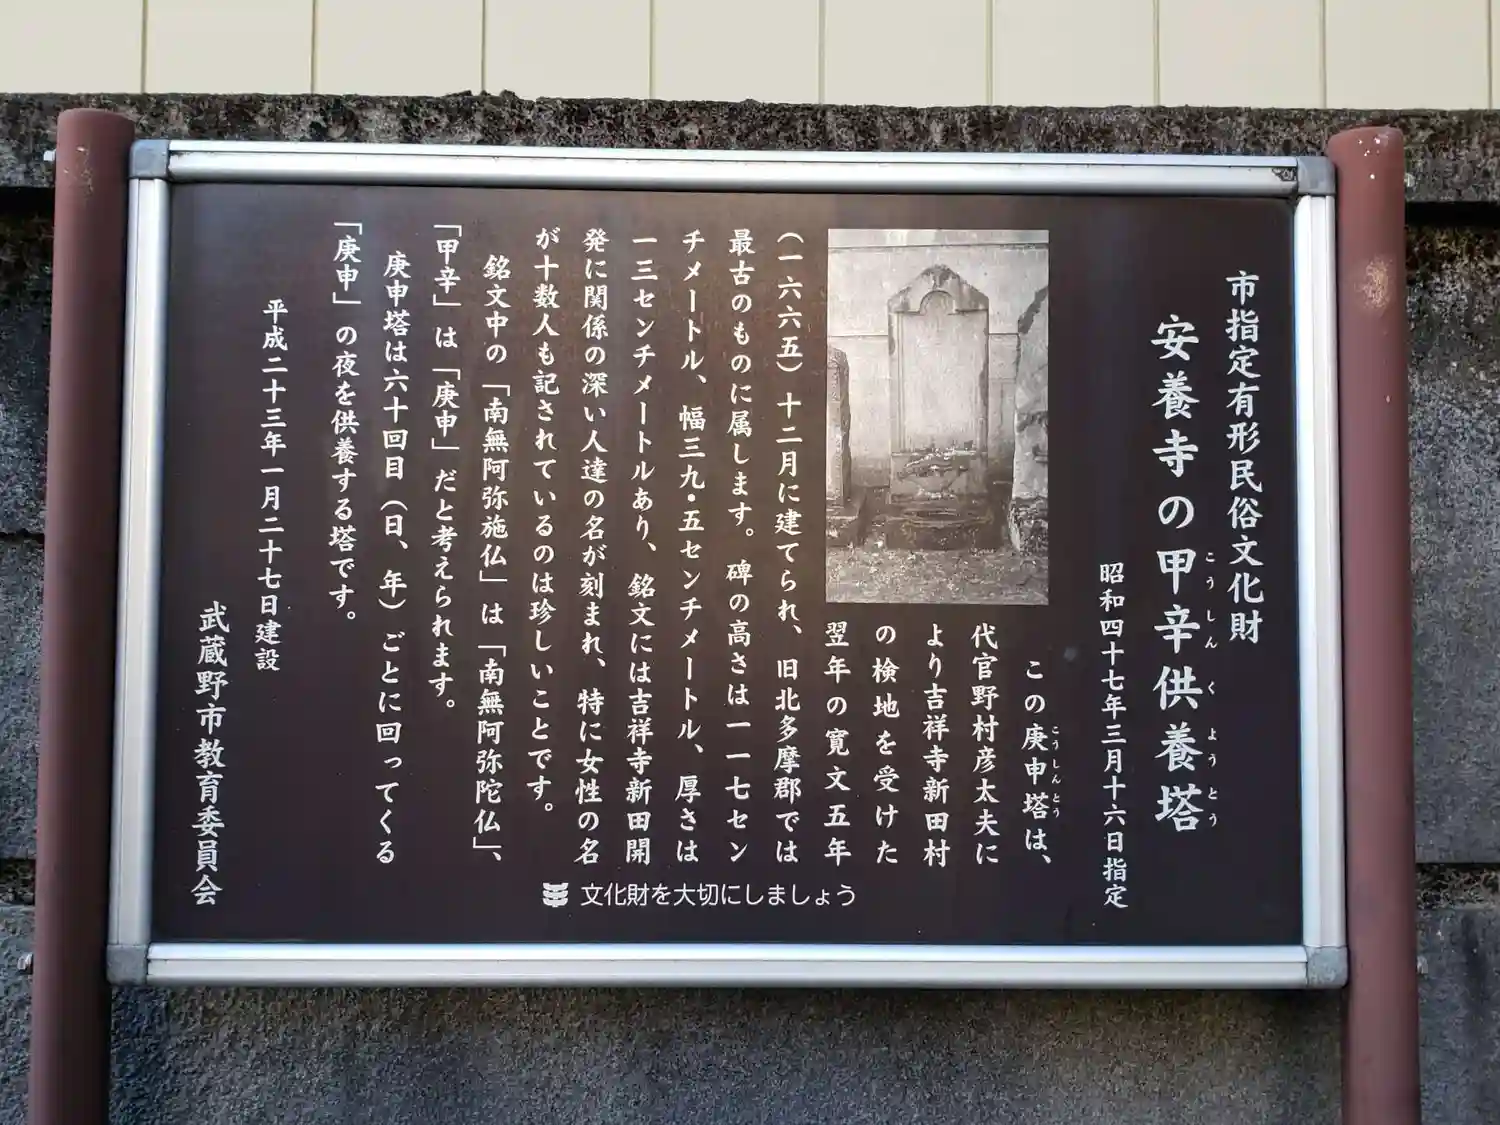 市指定有形民俗文化財
安養寺の甲辛供養塔
こうしん くようとう
昭和四十七年三月十六日指定
この庚申塔は、
こうしんとう
代官野村彦太夫に
より吉祥寺新田村
の検地を受けた
翌年の寛文五年
（一六六五）十二月に建てられ、旧北多摩郡では
最古のものに属します。碑の高さは一一七セン
チメートル、幅三九・五センチメートル、厚さは
一三センチメートルあり、銘文には吉祥寺新田開
発に関係の深い人達の名が刻まれ、特に女性の名
が十数人も記されているのは珍しいことです。
銘文中の「南無阿弥施仏」は「南無阿弥陀仏」、
「甲辛」は「庚申」だと考えられます。
庚申塔は六十回目（日、年）ごとに回ってくる
「庚申」の夜を供養する塔です。
平成二十三年一月二十七日建設
武蔵野市教育委員会
文化財を大切にしましょう